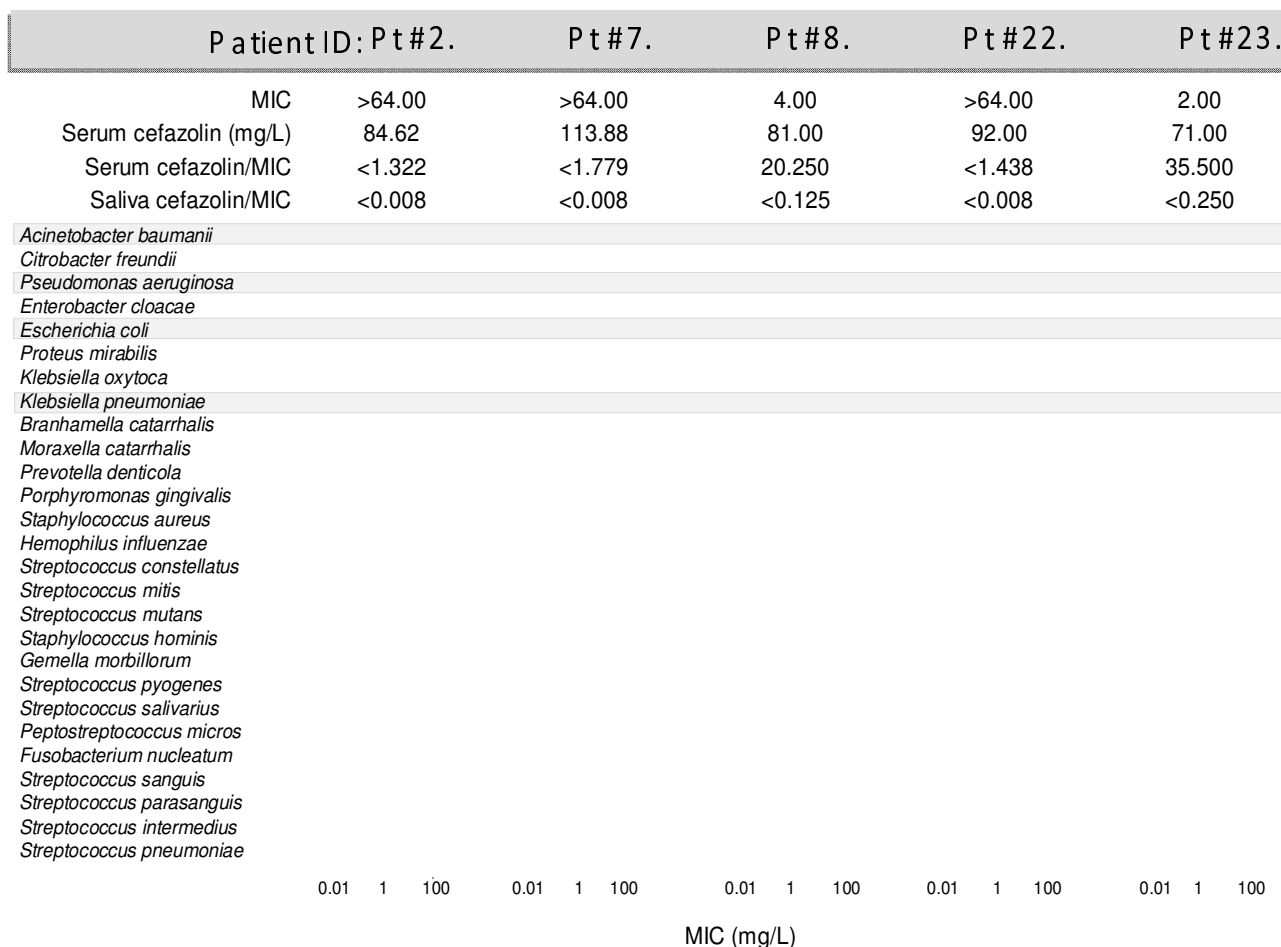 Patient ID: Pt#2. Pt#7. Pt#8. Pt#22. Pt#23.
MIC >64.00 >64.00 4.00 >64.00 2.00
Serum cefazolin (mg/L) 84.62 113.88 81.00 92.00 71.00
Serum cefazolin/MIC <1.322 <1.779 20.250 <1.438 35.500
Saliva cefazolin/MIC <0.008 <0.008 <0.125 <0.008 <0.250
Acinetobacter baumanii
Citrobacter freundii
Pseudomonas aeruginosa
Enterobacter cloacae
Escherichia coli
Proteus mirabilis
Klebsiella oxytoca
Klebsiella pneumoniae
Branhamella catarrhalis
Moraxella catarrhalis
Prevotella denticola
Porphyromonas gingivalis
Staphylococcus aureus
Hemophilus influenzae
Streptococcus constellatus
Streptococcus mitis
Streptococcus mutans
Staphylococcus hominis
Gemella morbillorum
Streptococcus pyogenes
Streptococcus salivarius
Peptostreptococcus micros
Fusobacterium nucleatum
Streptococcus sanguis
Streptococcus parasanguis
Streptococcus intermedius
Streptococcus pneumoniae
0.01 1 100 0.01 1 100 0.01 1 100 0.01 1 100 0.01 1 100
MIC (mg/L)